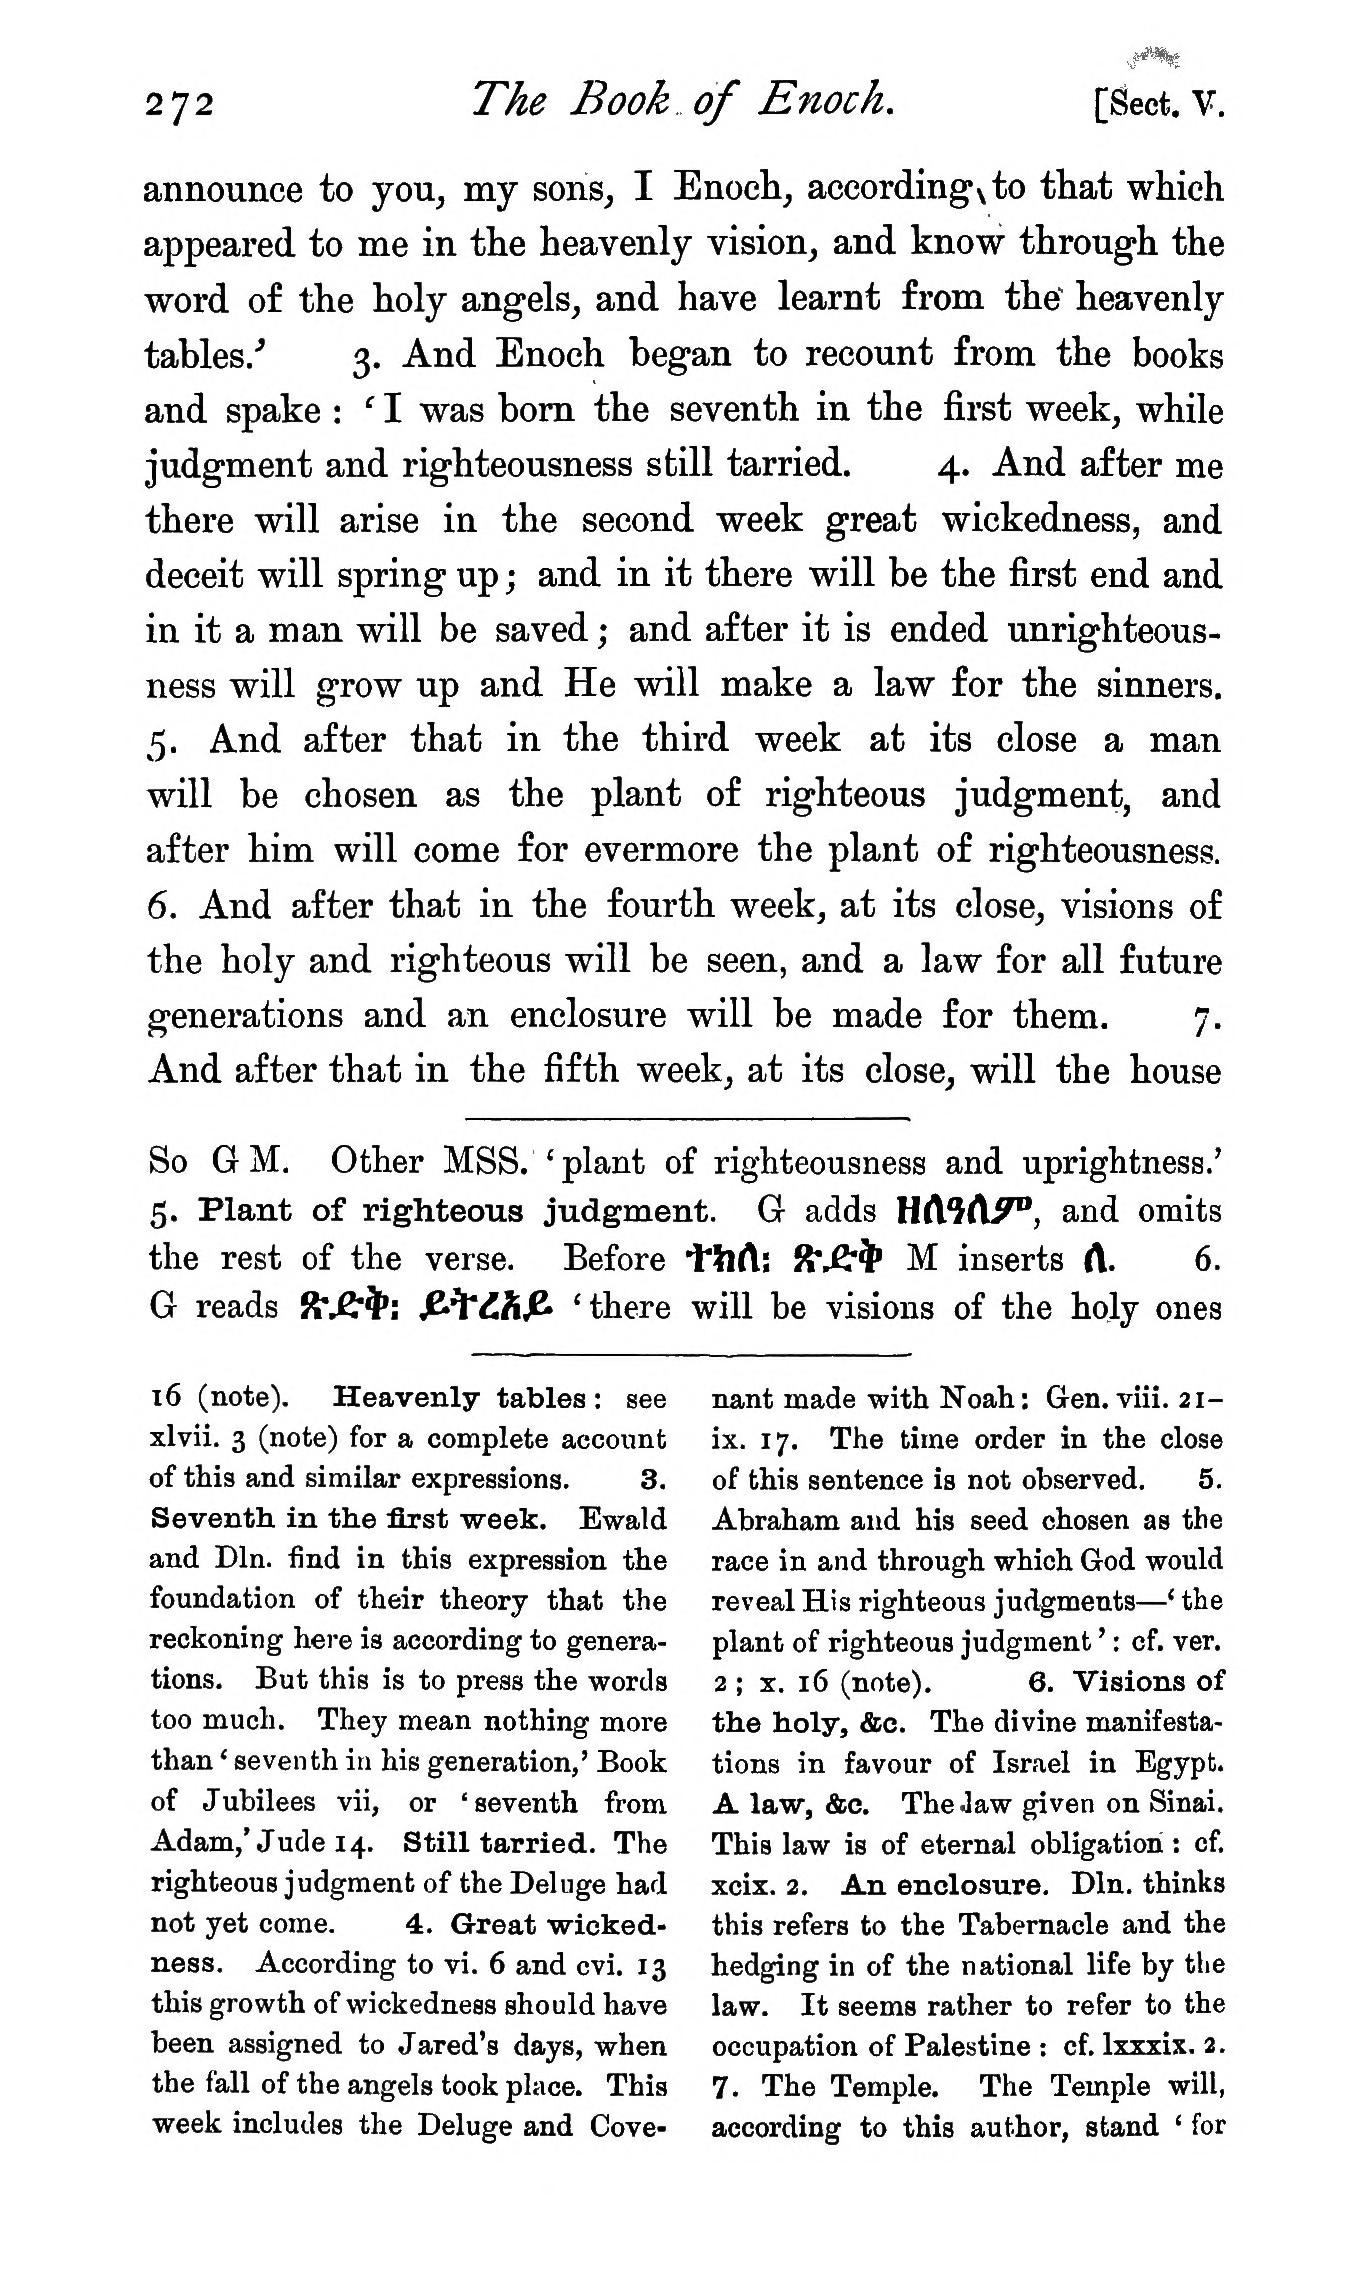 272 The Book of Enoch. [Sect. V.
announce to you, my sons, I Enoch, according to that which
appeared to me in the heavenly vision, and know through the
word of the holy angels, and have learnt from the heavenly
tables.’ 3. And Enoch began to recount from the books
and spake : ‘I was born the seventh in the first week, while
judgment and righteousness still tarried. 4. And after me
there will arise in the second week great wickedness, and
deceit will spring up; and in it there will be the first end and
in it a man will be saved; and after it is ended unrighteous-
ness will grow up and He will make a law for the sinners.
5. And after that in the third week at its close a man
will be chosen as the plant of righteous judgment, and
after him will come for evermore the plant of righteousness.
6. And after that in the fourth week, at its close, visions of
the holy and righteous will be seen, and a law for all future
generations and an enclosure will be made for them. 7.
And after that in the fifth week, at its close, will the house
So G M. Other MSS. ‘plant of righteousness and uprightness.’
5. Plant of righteous judgment. G adds ዘለዓለም, and omits
the rest of the verse. Before ተክለ፡ ጽድቅ M inserts ለ. 6.
G reads ጽድቅ፡ ይትረአይ ‘there will be visions of the holy ones
16 (note). Heavenly tables: see
xlvii. 3 (note) for a complete account
of this and similar expressions. 3.
Seventh in the first week. Ewald
and Dln. find in this expression the
foundation of their theory that the
reckoning here is according to genera-
tions. But this is to press the words
too much. They mean nothing more
than ‘seventh in his generation,’ Book
of Jubilees vii, or ‘seventh from
Adam,’ Jude 14. Still tarried. The
righteous judgment of the Deluge had
not yet come. 4. Great wicked-
ness. According to vi. 6 and cvi. 13
this growth of wickedness should have
been assigned to Jared’s days, when
the fall of the angels took place. This
week includes the Deluge and Cove-
nant made with Noah: Gen. viii. 21–
ix. 17. The time order in the close
of this sentence is not observed. 5.
Abraham and his seed chosen as the
race in and through which God would
reveal His righteous judgments—‘the
plant of righteous judgment’: cf. ver.
2; x. 16 (note). 6. Visions of
the holy, &c. The divine manifesta-
tions in favour of Israel in Egypt.
A law, &c. The law given on Sinai.
This law is of eternal obligation: cf.
xcix. 2. An enclosure. Dln. thinks
this refers to the Tabernacle and the
hedging in of the national life by the
law. It seems rather to refer to the
occupation of Palestine: cf. lxxxix. 2.
7. The Temple. The Temple will,
according to this author, stand ‘for